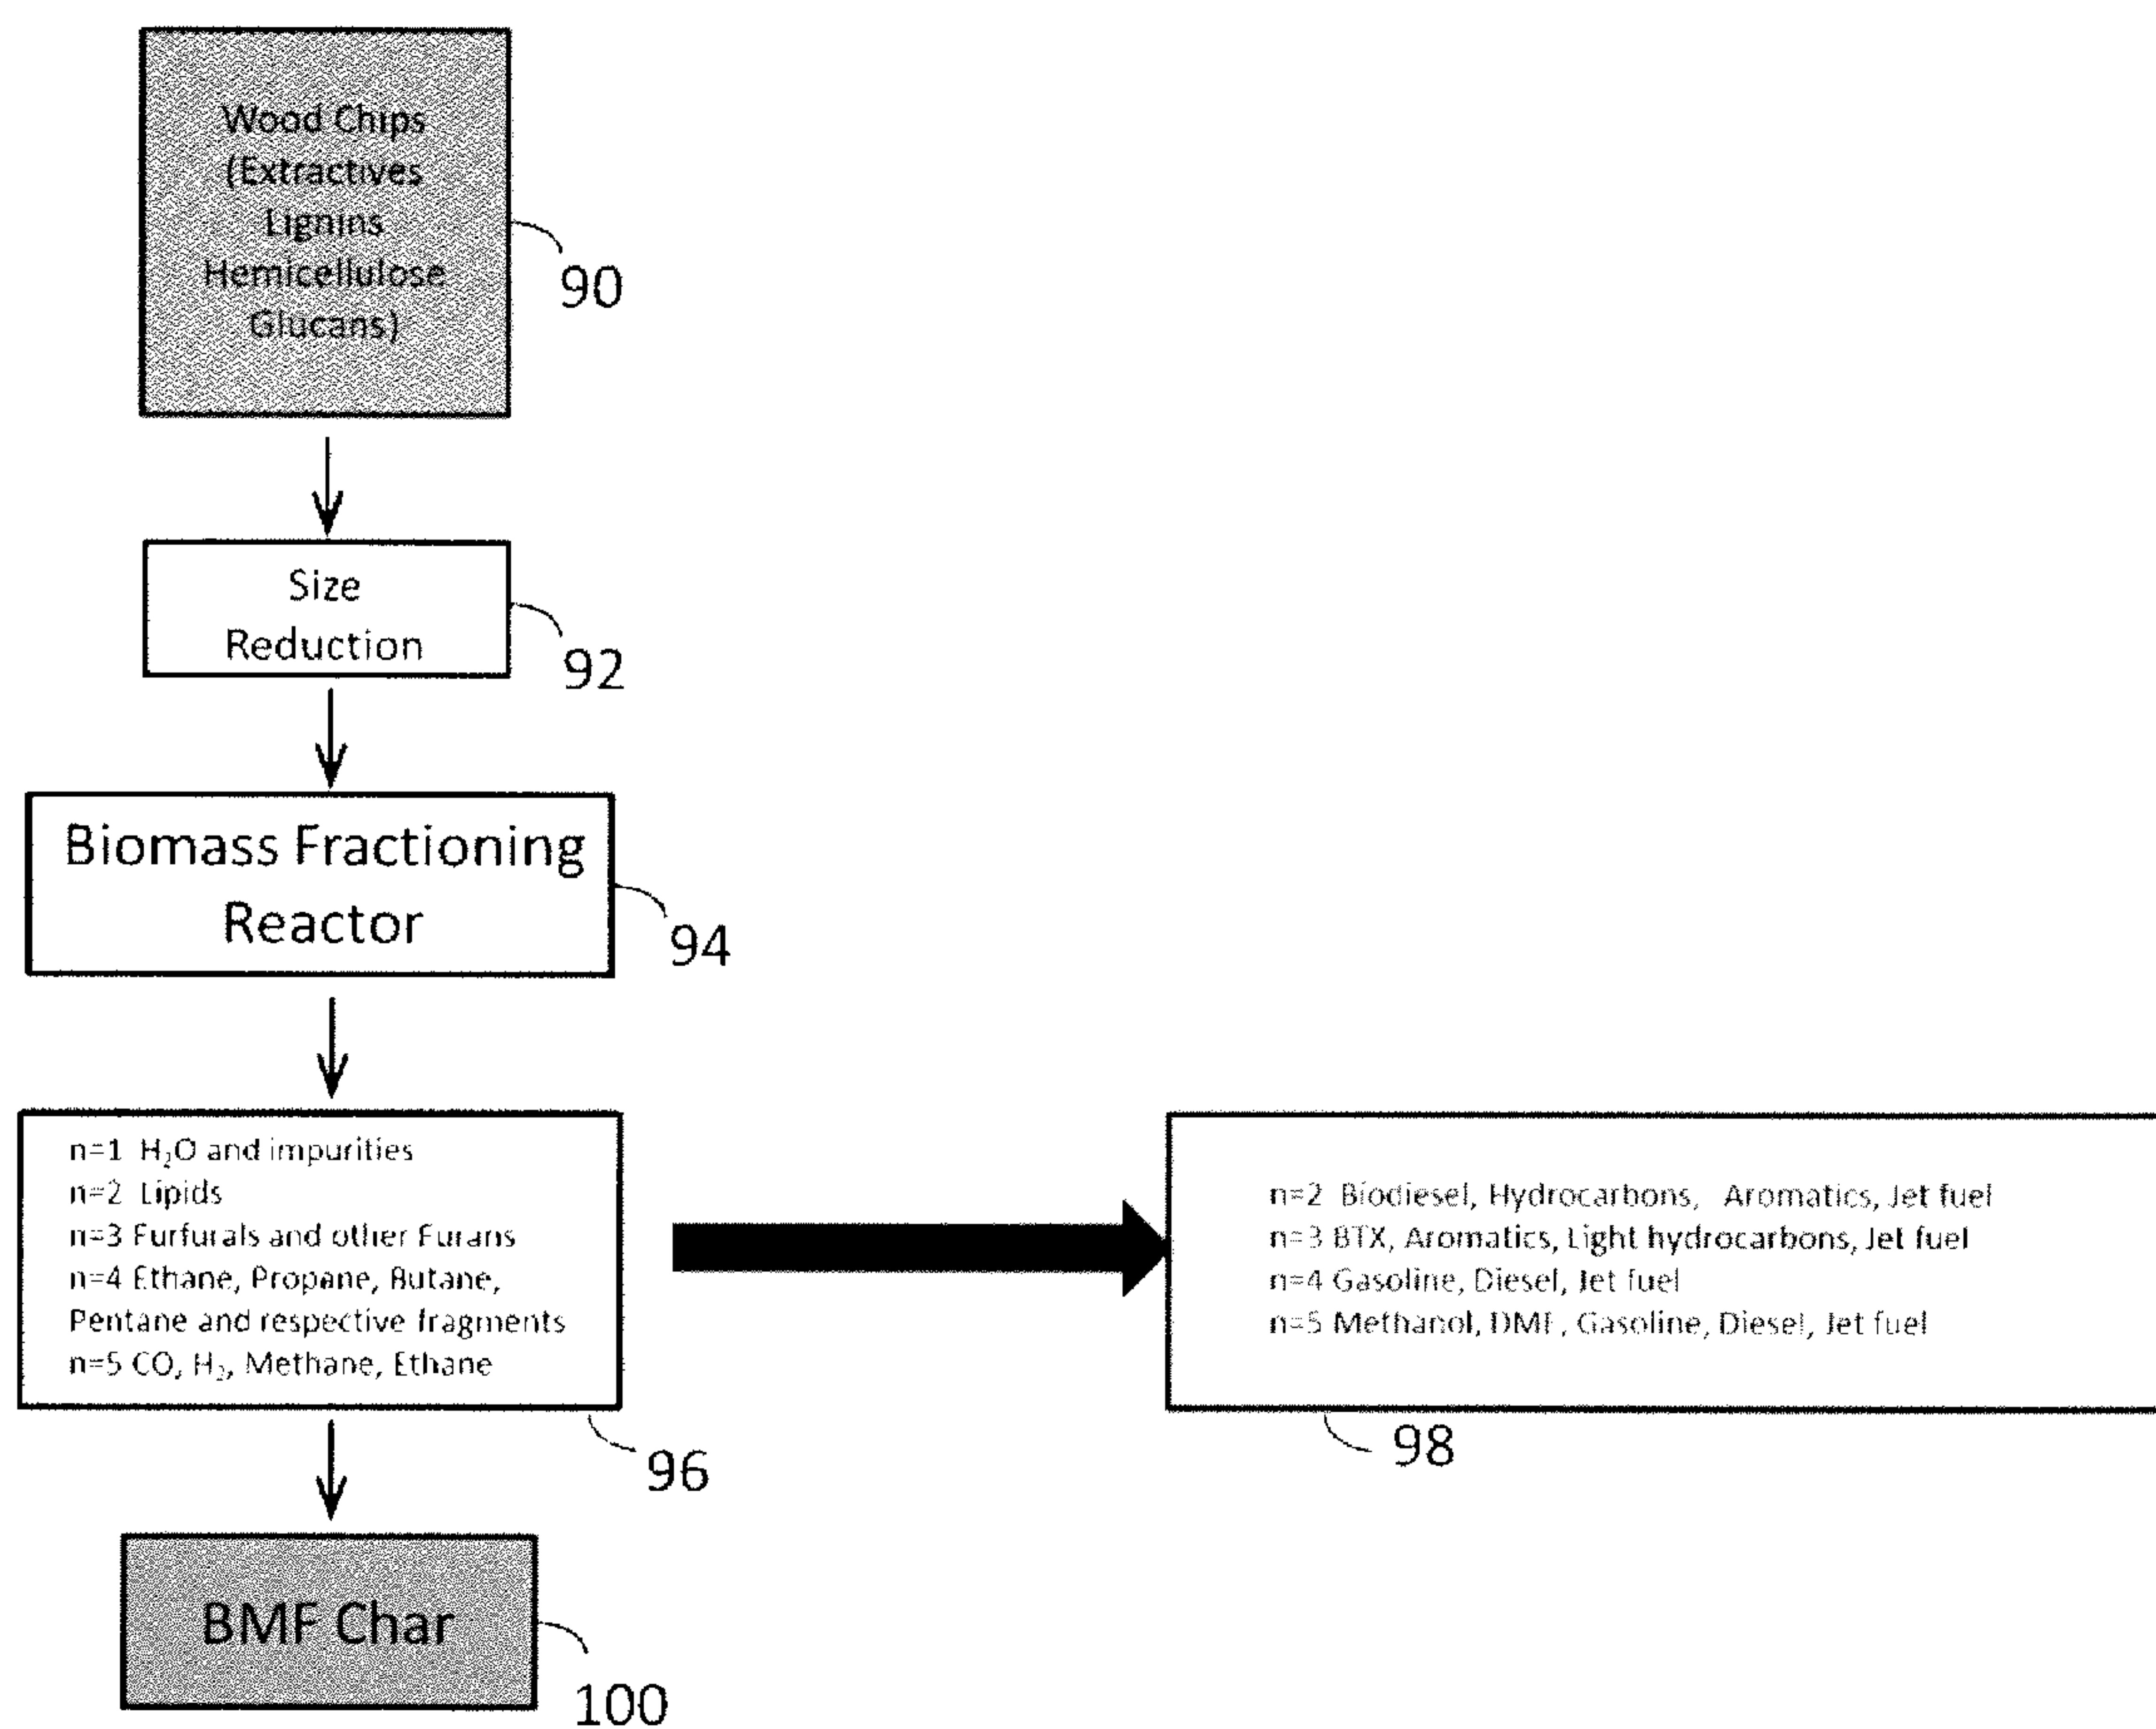 Wood Chips
(Extractives
Lignins
Hemicellulose
Glucans)
90
Size
Reduction
92
Biomass Fractioning
Reactor
94
n=1 H₂O and impurities
n=2 Lipids
n=3 Furfurals and other Furans
n=4 Ethane, Propane, Butane,
Pentane and respective fragments
n=5 CO, H₂, Methane, Ethane
96
n=2 Biodiesel, Hydrocarbons, Aromatics, Jet fuel
n=3 BTX, Aromatics, Light hydrocarbons, Jet fuel
n=4 Gasoline, Diesel, Jet fuel
n=5 Methanol, Gasoline, Diesel, Jet fuel
98
BMF Char
100